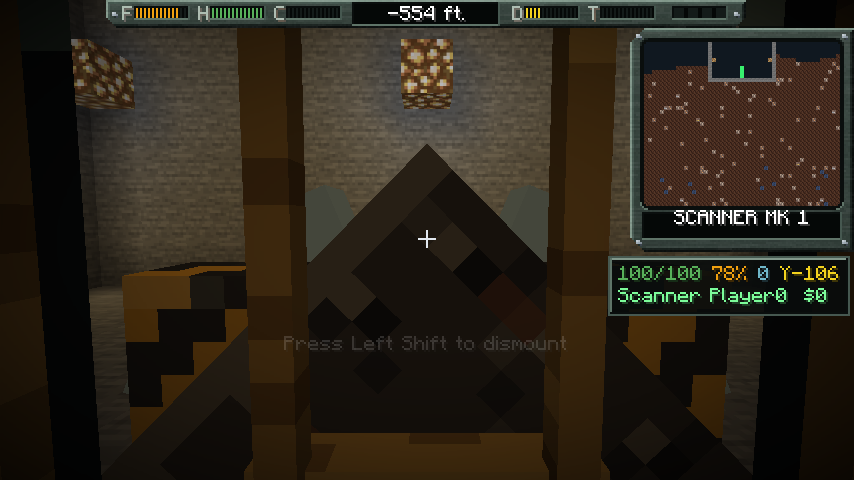 F H C -554 ft. D T
SCANNER MK 1
100/100 78% 0 Y-106
Scanner Player0 $0
Press Left Shift to dismount